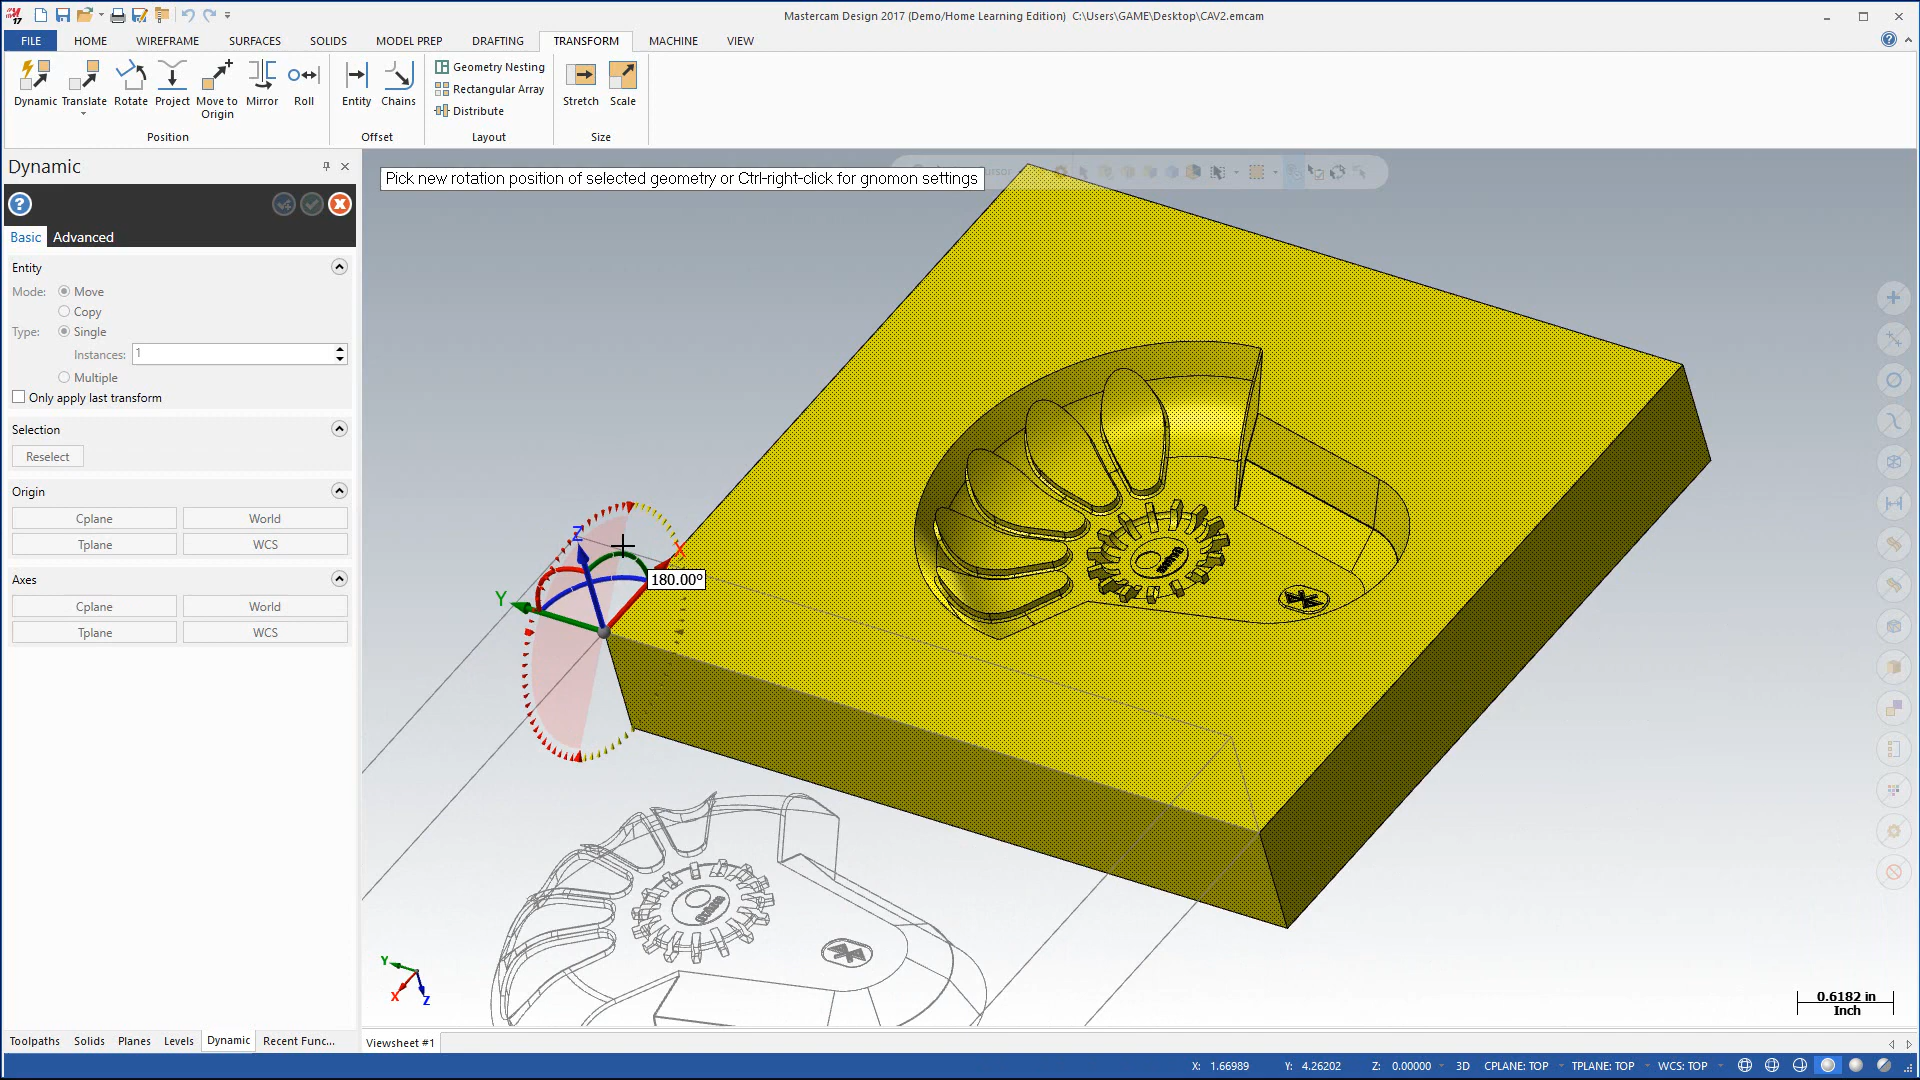 Mastercam Design 2017 (Demo/Home Learning Edition)  C:\Users\GAME\Desktop\CAV2.emcam
FILE HOME WIREFRAME SURFACES SOLIDS MODEL PREP DRAFTING TRANSFORM MACHINE VIEW
Dynamic Translate Rotate Project Move to Origin Mirror Roll
Position
Entity Chains
Offset
Geometry Nesting
Rectangular Array
Distribute
Layout
Stretch Scale
Size
Dynamic
Pick new rotation position of selected geometry or Ctrl-right-click for gnomon settings
Basic Advanced
Entity
Mode: Move
Copy
Type: Single
Instances: 1
Multiple
Only apply last transform
Selection
Reselect
Origin
Cplane World
Tplane WCS
Axes
Cplane World
Tplane WCS
Z
X
Y
180.00°
Y
X
Z
0.6182 in
Inch
Toolpaths Solids Planes Levels Dynamic Recent Func...
Viewsheet #1
X: 1.66989 Y: 4.26202 Z: 0.00000 3D CPLANE: TOP TPLANE: TOP WCS: TOP